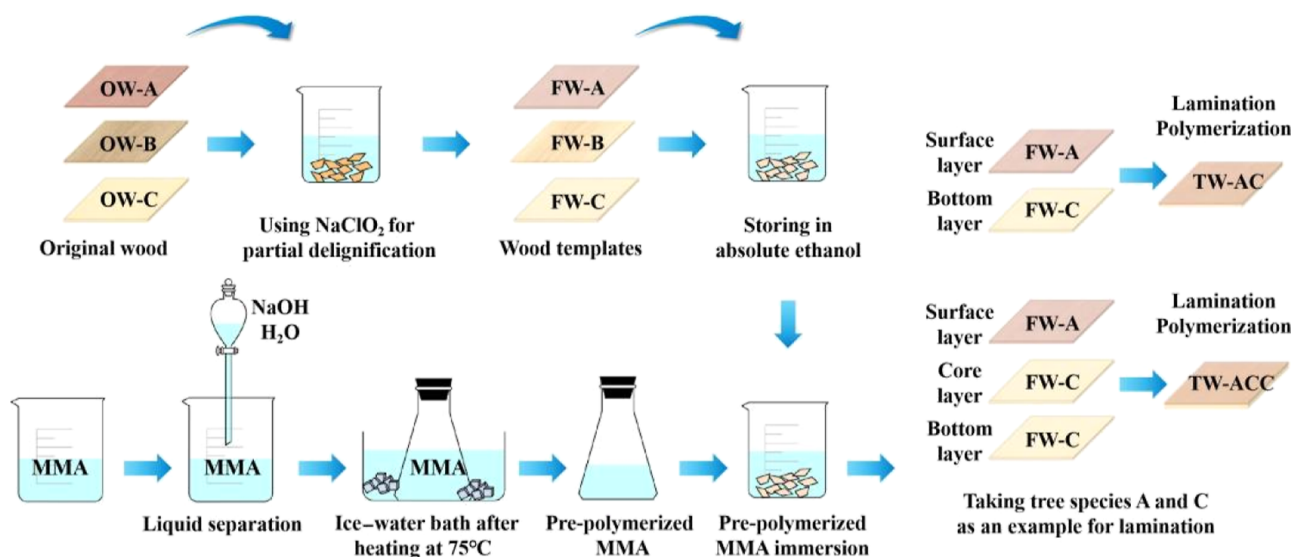 OW-A
OW-B
OW-C
Original wood
Using NaClO₂ for
partial delignification
FW-A
FW-B
FW-C
Wood templates
Storing in
absolute ethanol
Surface
layer
FW-A
Bottom
layer
FW-C
Lamination
Polymerization
TW-AC
MMA
NaOH
H₂O
MMA
Liquid separation
MMA
Ice–water bath after
heating at 75°C
Pre-polymerized
MMA
Pre-polymerized
MMA immersion
Surface
layer
FW-A
Core
layer
FW-C
Bottom
layer
FW-C
Lamination
Polymerization
TW-ACC
Taking tree species A and C
as an example for lamination